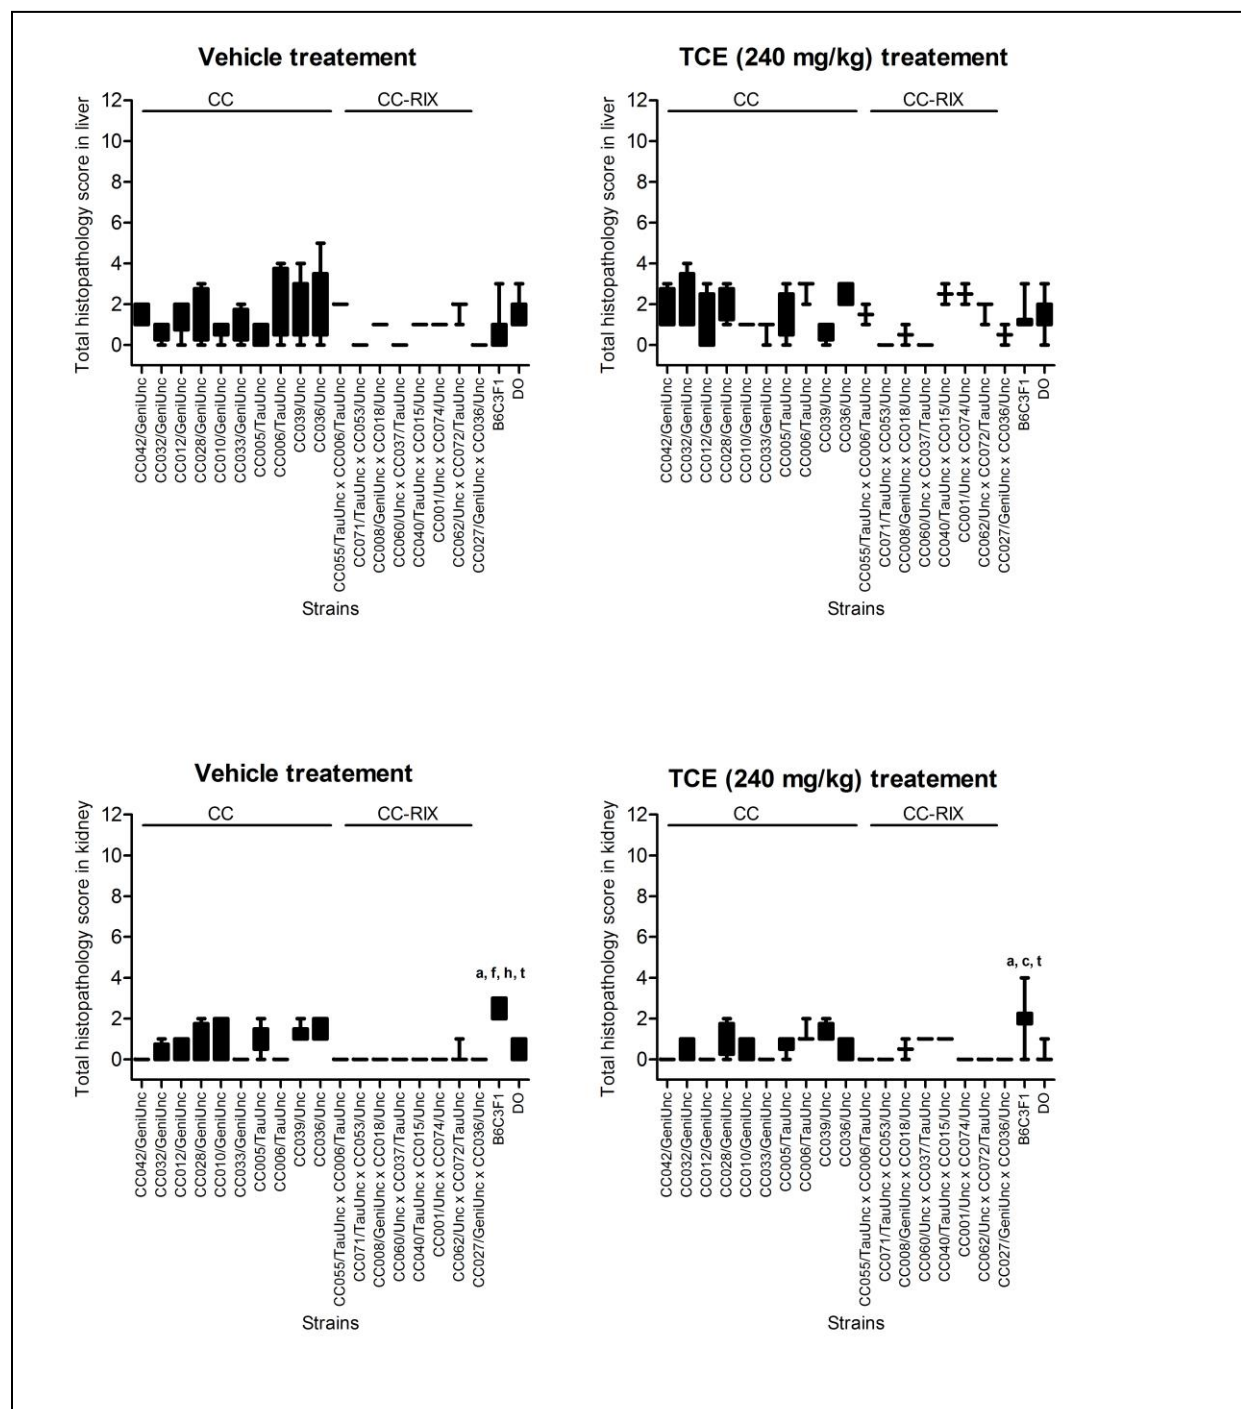 Vehicle treatement
CC
CC-RIX
Total histopathology score in liver
12
10
8
6
4
2
0
CC042/GeniUnc
CC032/GeniUnc
CC012/GeniUnc
CC028/GeniUnc
CC010/GeniUnc
CC033/GeniUnc
CC005/TauUnc
CC006/TauUnc
CC039/Unc
CC036/Unc
CC055/TauUnc x CC006/TauUnc
CC071/TauUnc x CC053/Unc
CC008/GeniUnc x CC018/Unc
CC060/Unc x CC037/TauUnc
CC040/TauUnc x CC015/Unc
CC001/Unc x CC074/Unc
CC062/Unc x CC072/TauUnc
CC027/GeniUnc x CC036/Unc
B6C3F1
DO
Strains
TCE (240 mg/kg) treatement
CC
CC-RIX
Total histopathology score in liver
12
10
8
6
4
2
0
CC042/GeniUnc
CC032/GeniUnc
CC012/GeniUnc
CC028/GeniUnc
CC010/GeniUnc
CC033/GeniUnc
CC005/TauUnc
CC006/TauUnc
CC039/Unc
CC036/Unc
CC055/TauUnc x CC006/TauUnc
CC071/TauUnc x CC053/Unc
CC008/GeniUnc x CC018/Unc
CC060/Unc x CC037/TauUnc
CC040/TauUnc x CC015/Unc
CC001/Unc x CC074/Unc
CC062/Unc x CC072/TauUnc
CC027/GeniUnc x CC036/Unc
B6C3F1
DO
Strains
Vehicle treatement
CC
CC-RIX
Total histopathology score in kidney
12
10
8
6
4
2
0
a, f, h, t
CC042/GeniUnc
CC032/GeniUnc
CC012/GeniUnc
CC028/GeniUnc
CC010/GeniUnc
CC033/GeniUnc
CC005/TauUnc
CC006/TauUnc
CC039/Unc
CC036/Unc
CC055/TauUnc x CC006/TauUnc
CC071/TauUnc x CC053/Unc
CC008/GeniUnc x CC018/Unc
CC060/Unc x CC037/TauUnc
CC040/TauUnc x CC015/Unc
CC001/Unc x CC074/Unc
CC062/Unc x CC072/TauUnc
CC027/GeniUnc x CC036/Unc
B6C3F1
DO
Strains
TCE (240 mg/kg) treatement
CC
CC-RIX
Total histopathology score in kidney
12
10
8
6
4
2
0
a, c, t
CC042/GeniUnc
CC032/GeniUnc
CC012/GeniUnc
CC028/GeniUnc
CC010/GeniUnc
CC033/GeniUnc
CC005/TauUnc
CC006/TauUnc
CC039/Unc
CC036/Unc
CC055/TauUnc x CC006/TauUnc
CC071/TauUnc x CC053/Unc
CC008/GeniUnc x CC018/Unc
CC060/Unc x CC037/TauUnc
CC040/TauUnc x CC015/Unc
CC001/Unc x CC074/Unc
CC062/Unc x CC072/TauUnc
CC027/GeniUnc x CC036/Unc
B6C3F1
DO
Strains